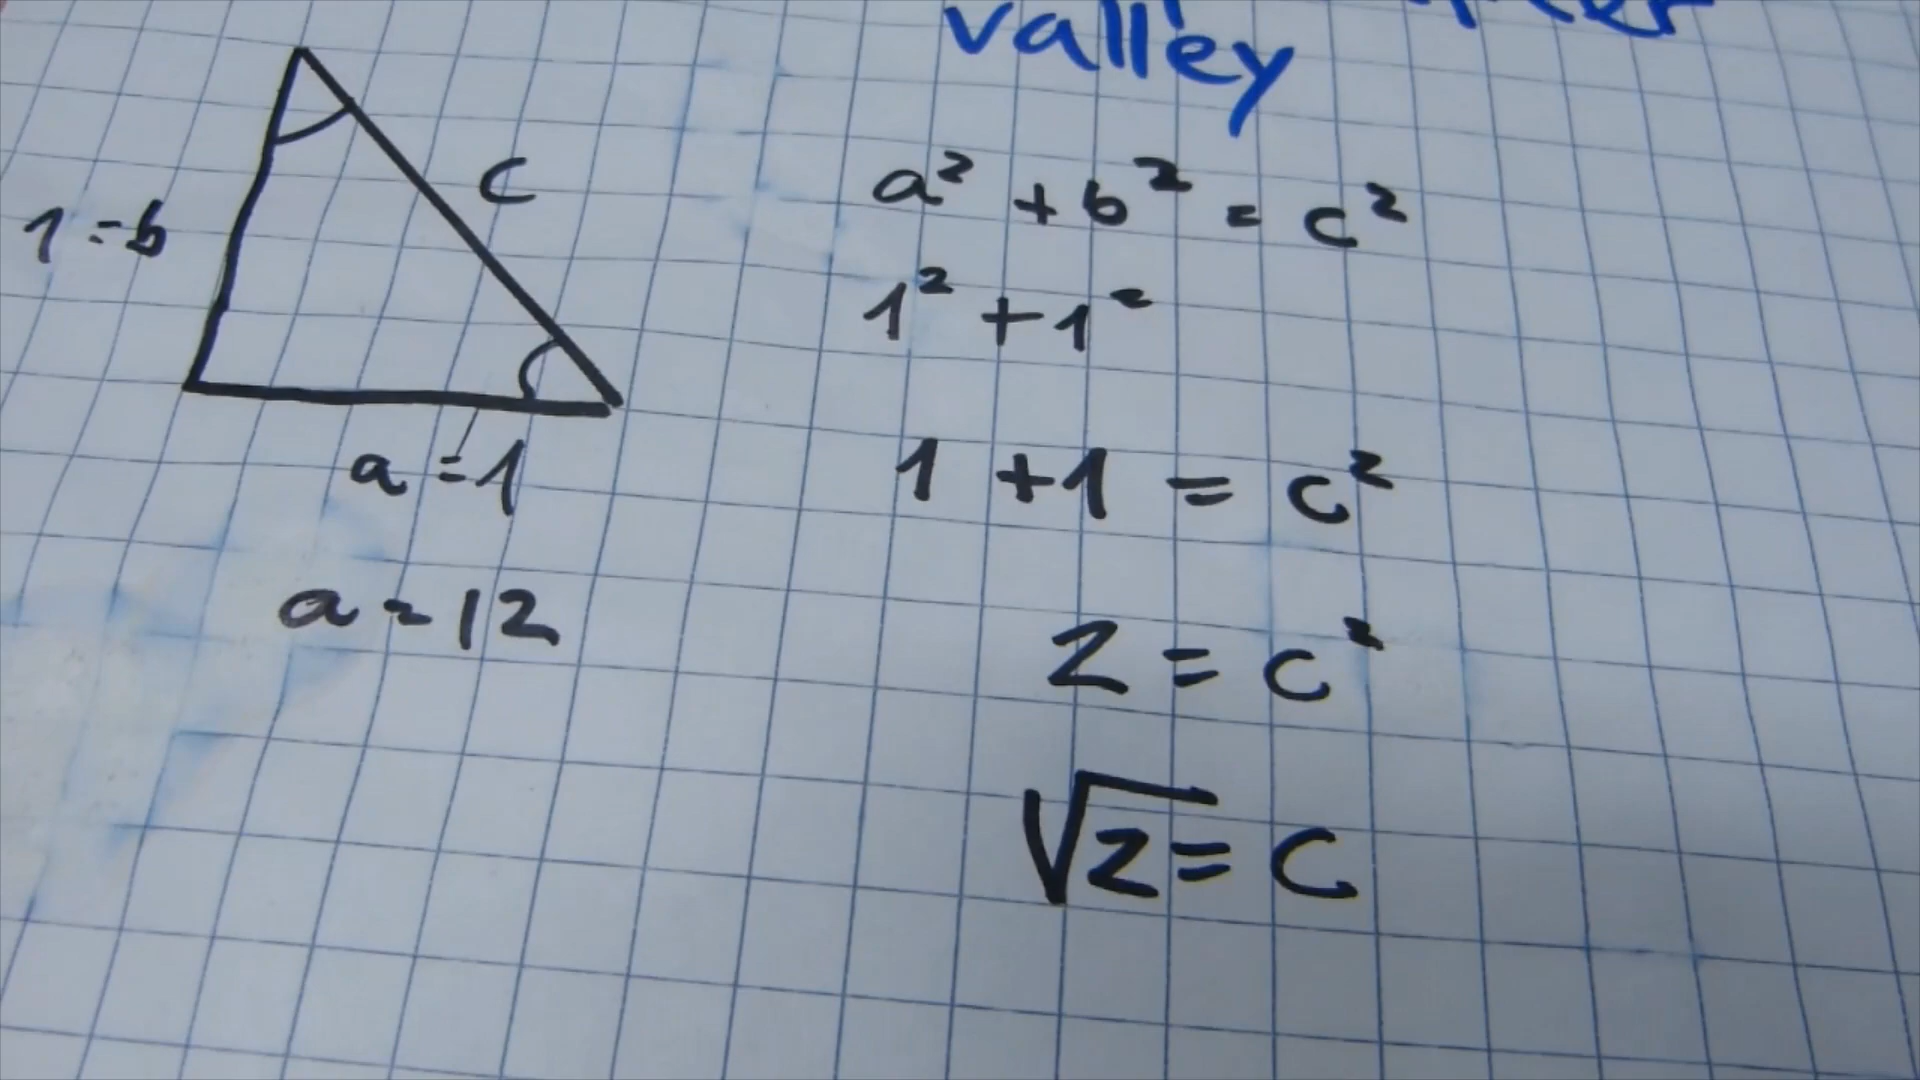 valley
c
1=b
a=1
a=12
a²+b²=c²
1²+1²
1+1=c²
2=c²
√2=c